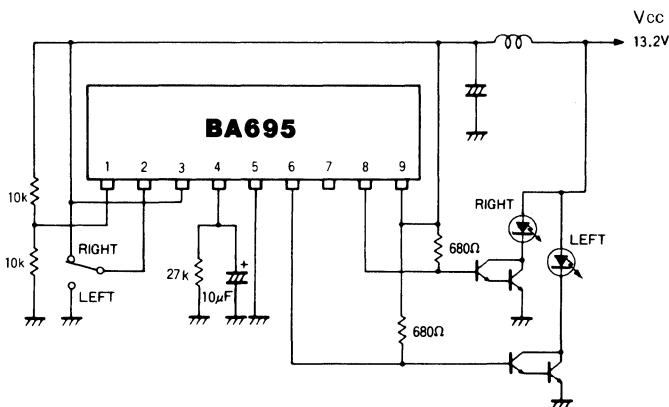 Vcc
13.2V
BA695
1 2 3 4 5 6 7 8 9
10k
RIGHT
680Ω
LEFT
RIGHT
10k
27k
+
10μF
LEFT
680Ω